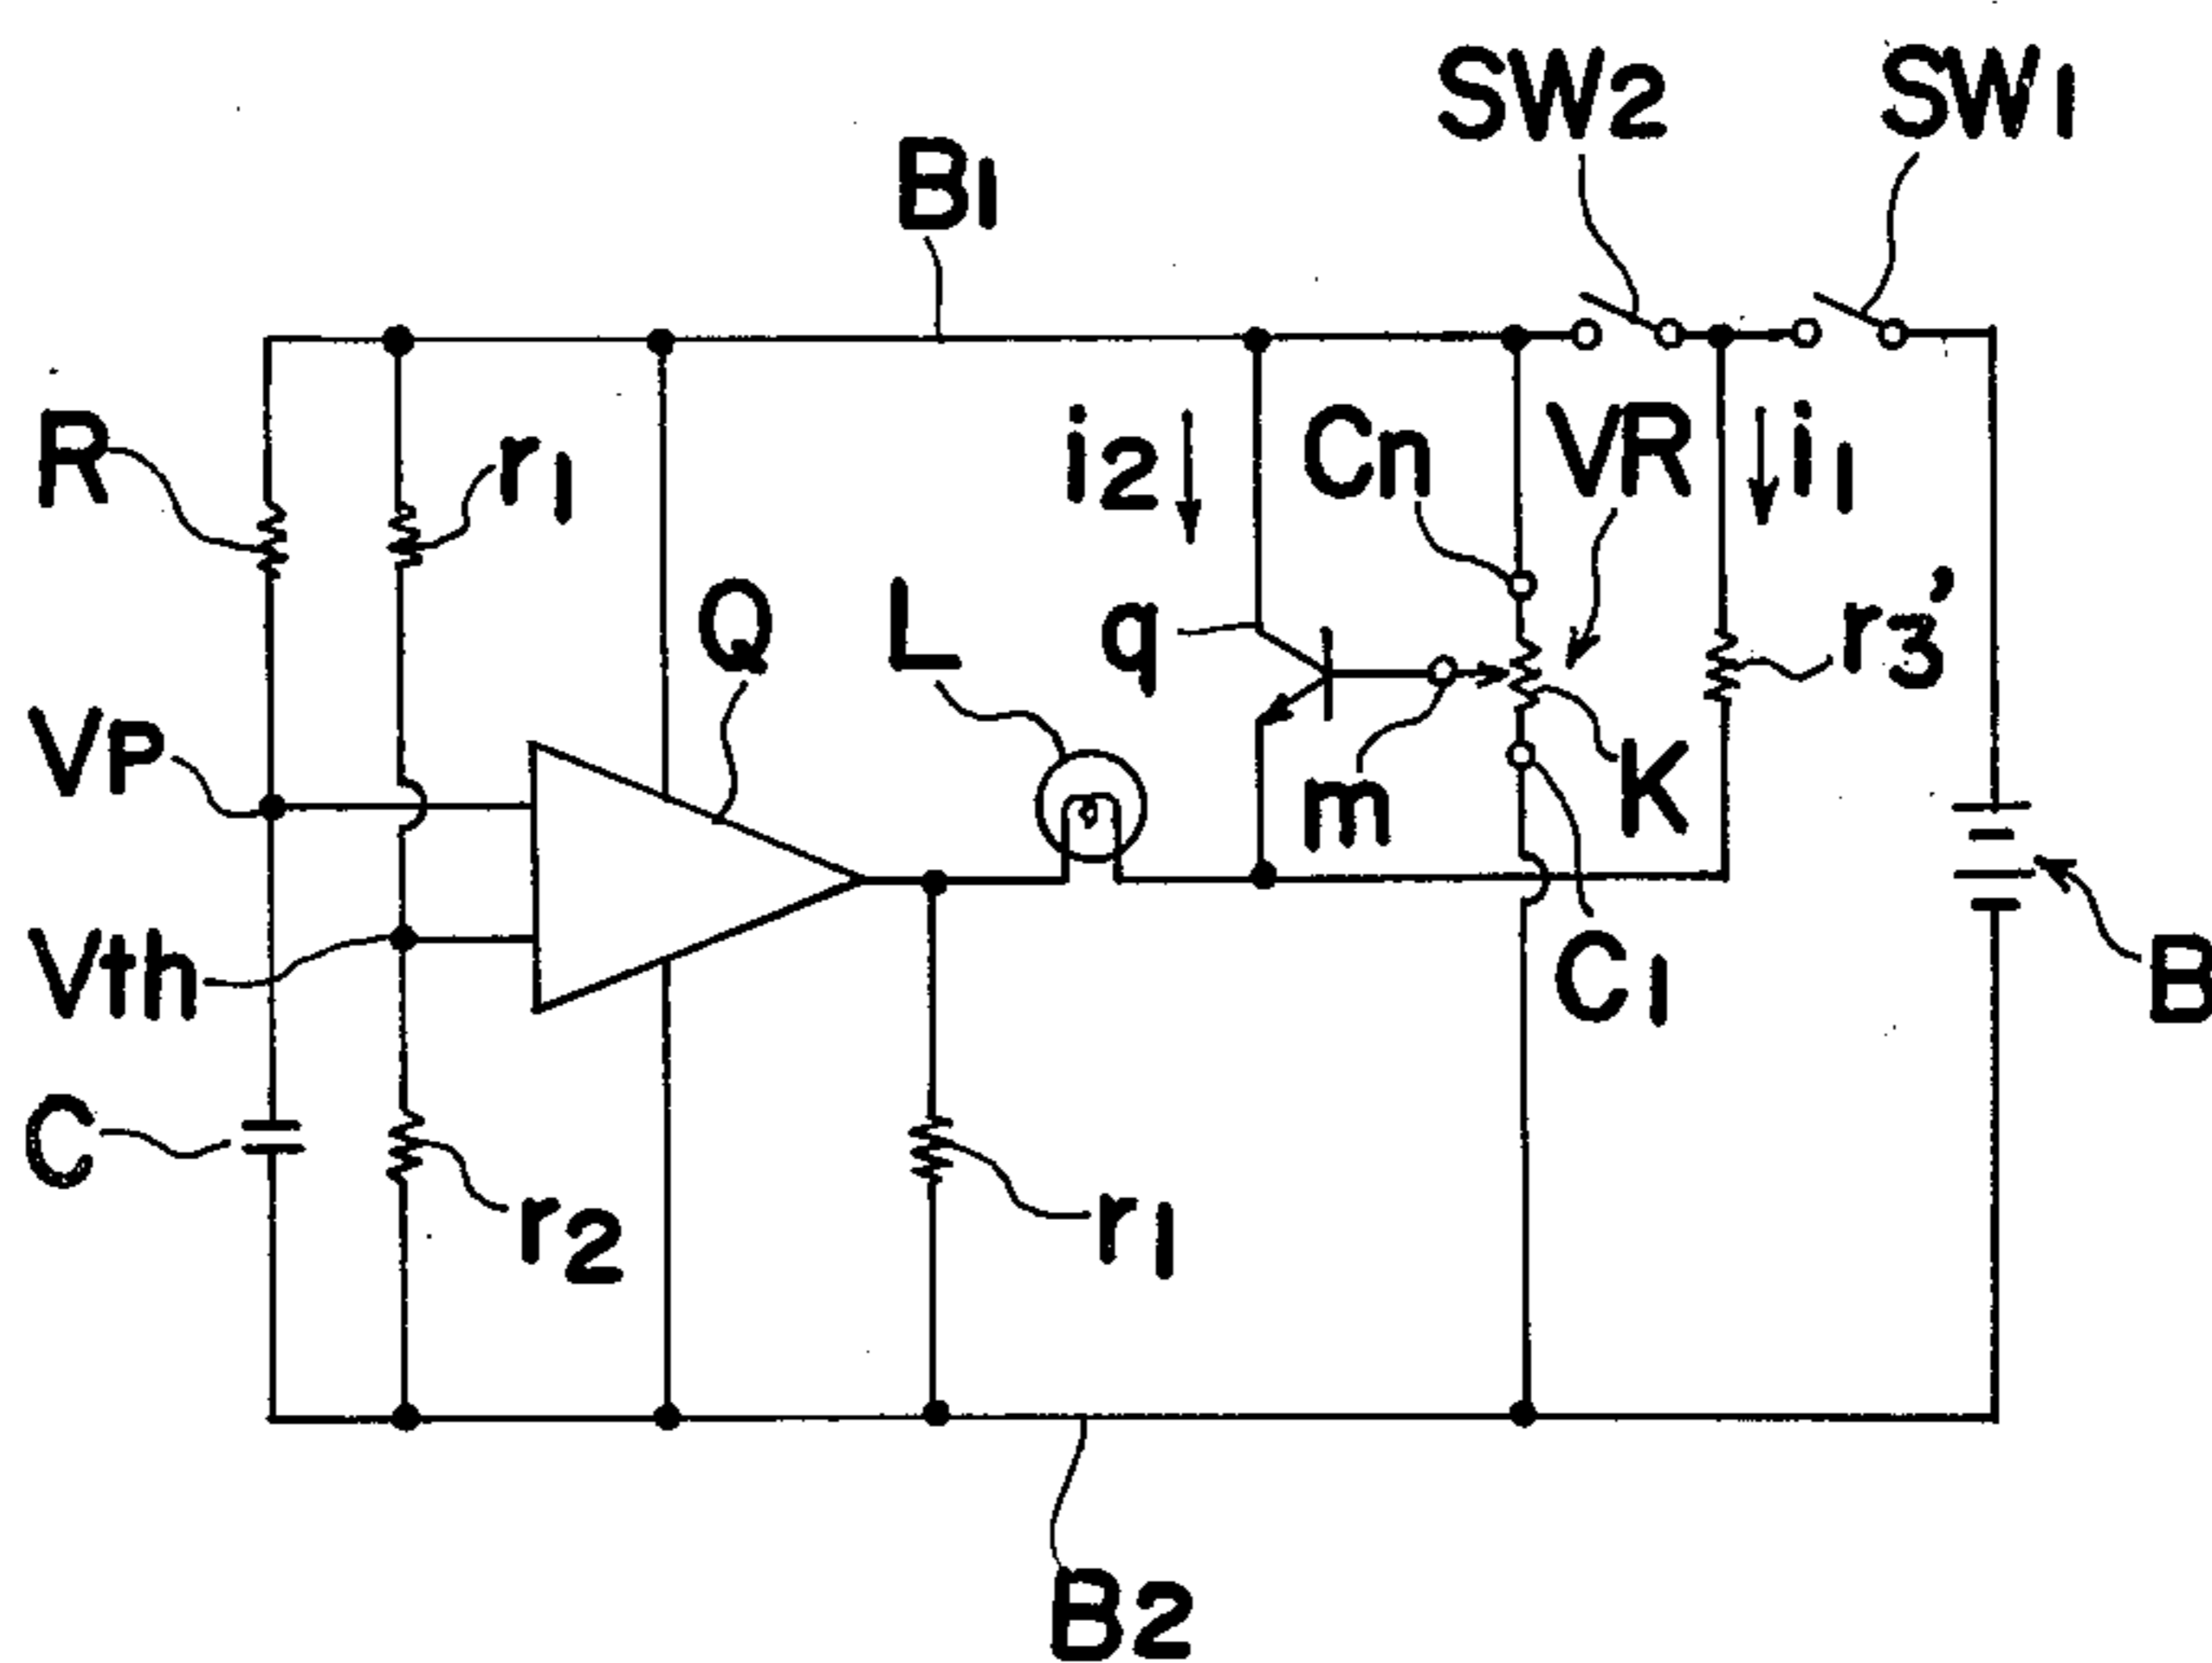 SW2 SW1
B1
R r1 i2 Cn VR i1
Q L q r3'
VP m K
Vth C1 B
C r2 r1
B2